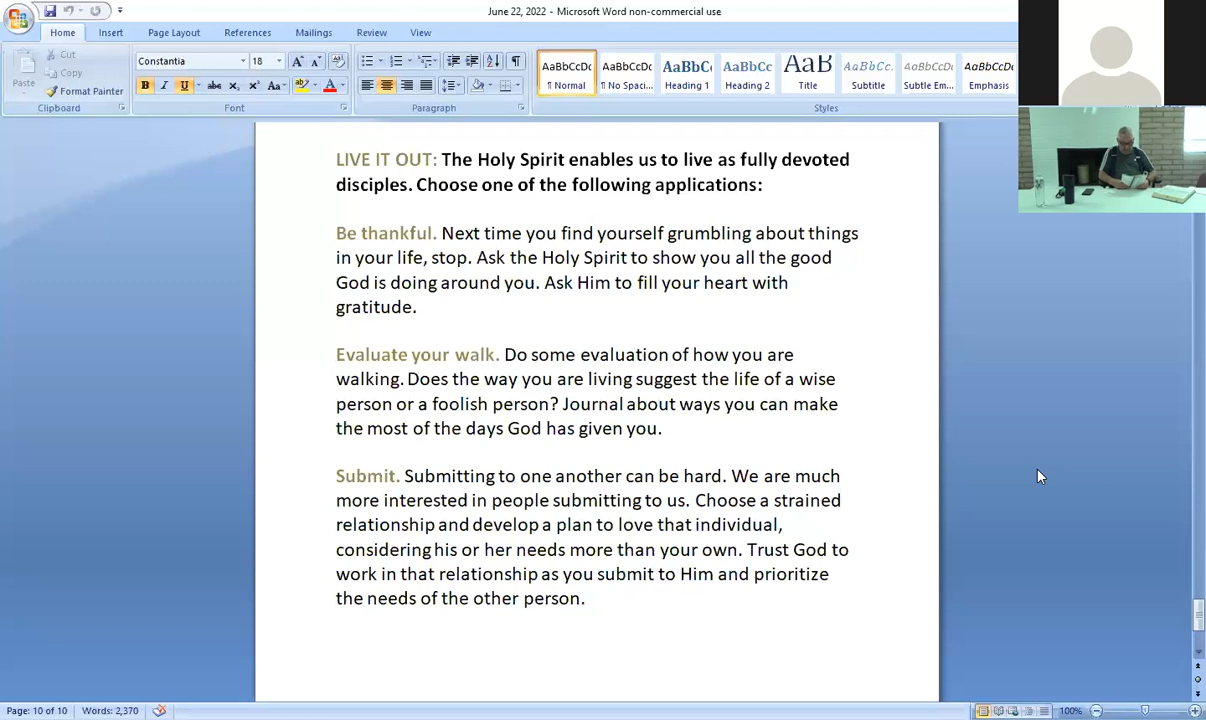 June 22, 2022 - Microsoft Word non-commercial use
Home Insert Page Layout References Mailings Review View
Cut
Copy
Paste
Format Painter
Constantia 18
AaBbCcDc AaBbCcDc AaBbCc AaBbCc AaB AaBbCc. AaBbCcDc AaBbCcDc
¶ Normal ¶ No Spaci... Heading 1 Heading 2 Title Subtitle Subtle Em... Emphasis
Clipboard Font Paragraph Styles
LIVE IT OUT: The Holy Spirit enables us to live as fully devoted
disciples. Choose one of the following applications:
Be thankful. Next time you find yourself grumbling about things
in your life, stop. Ask the Holy Spirit to show you all the good
God is doing around you. Ask Him to fill your heart with
gratitude.
Evaluate your walk. Do some evaluation of how you are
walking. Does the way you are living suggest the life of a wise
person or a foolish person? Journal about ways you can make
the most of the days God has given you.
Submit. Submitting to one another can be hard. We are much
more interested in people submitting to us. Choose a strained
relationship and develop a plan to love that individual,
considering his or her needs more than your own. Trust God to
work in that relationship as you submit to Him and prioritize
the needs of the other person.
Page: 10 of 10 Words: 2,370 100%